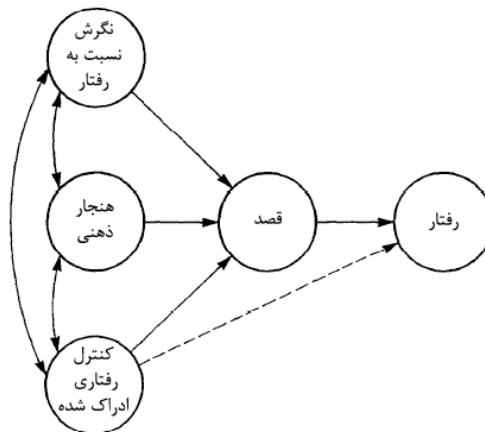 نگرش
نسبت به
رفتار
هنجار
ذهنی
قصد
رفتار
کنترل
رفتاری
ادراک شده